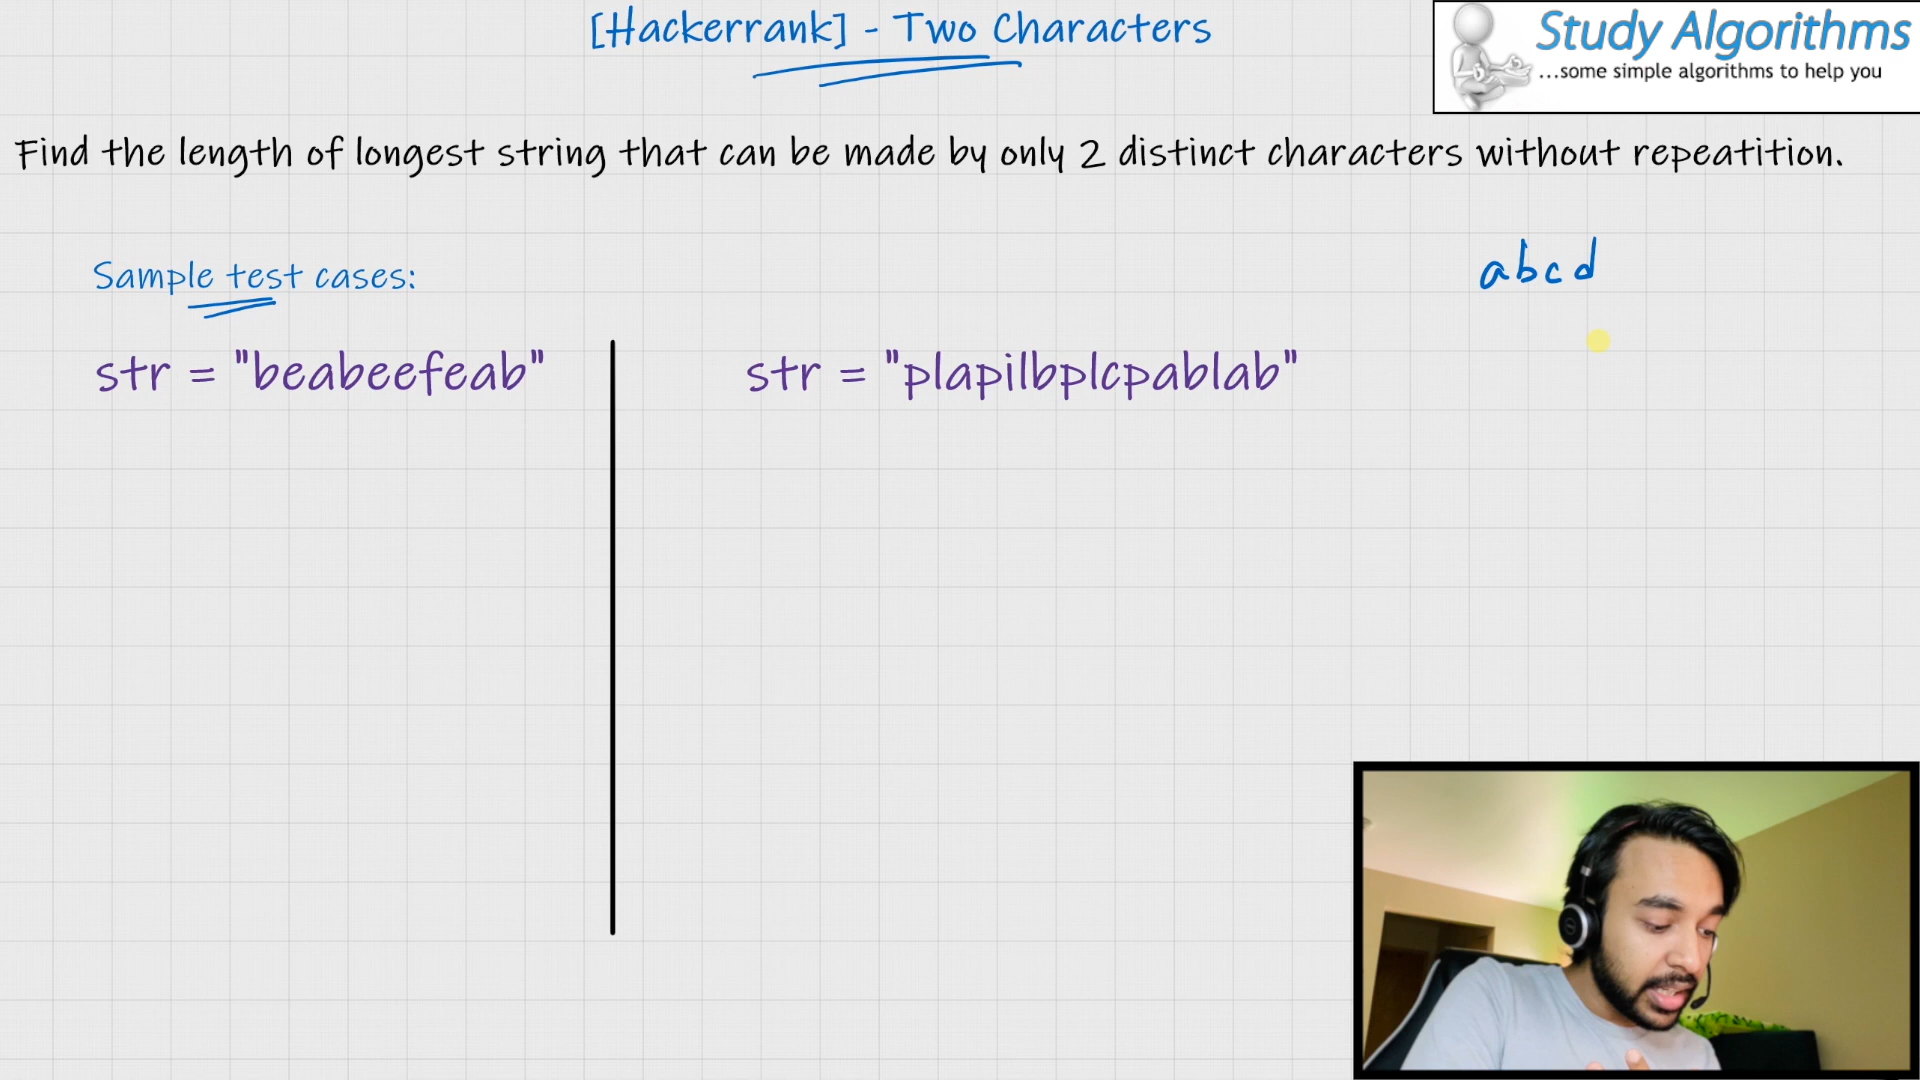 [Hackerrank] - Two Characters
Study Algorithms
...some simple algorithms to help you
Find the length of longest string that can be made by only 2 distinct characters without repeatition.
abcd
Sample test cases:
str = "beabeefeab"
str = "plapilbplcpablab"